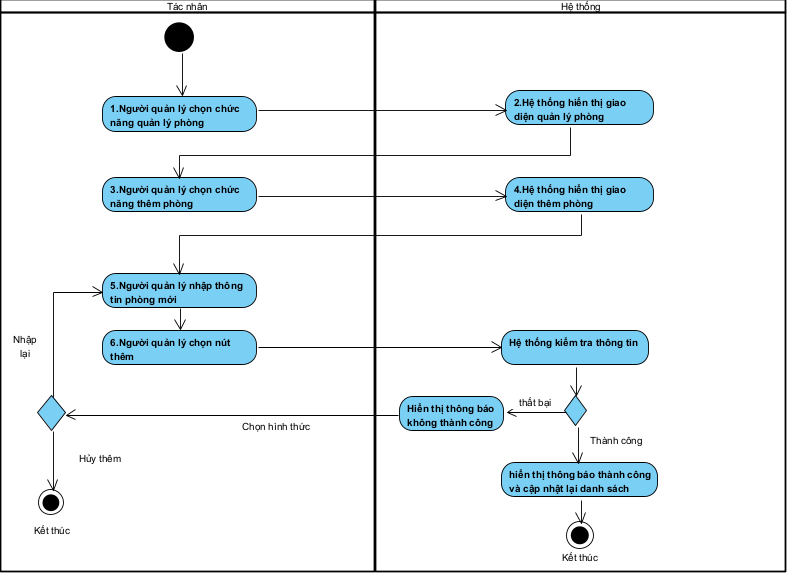 Tác nhân
Hệ thống
1.Người quản lý chọn chức
năng quản lý phòng
2.Hệ thống hiển thị giao
diện quản lý phòng
3.Người quản lý chọn chức
năng thêm phòng
4.Hệ thống hiển thị giao
diện thêm phòng
5.Người quản lý nhập thông
tin phòng mới
6.Người quản lý chọn nút
thêm
Hệ thống kiểm tra thông tin
Nhập
lại
thất bại
Hiển thị thông báo
không thành công
Chọn hình thức
Thành công
Hủy thêm
hiển thị thông báo thành công
và cập nhật lại danh sách
Kết thúc
Kết thúc